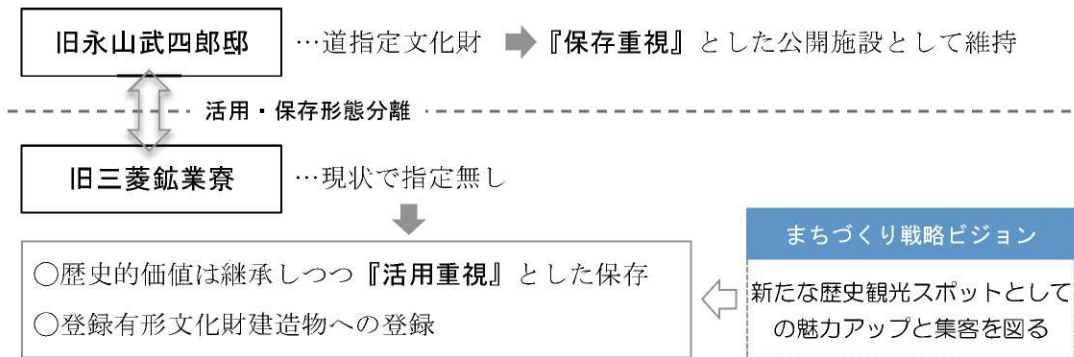 旧永山武四郎邸 …道指定文化財 『保存重視』とした公開施設として維持
活用・保存形態分離
旧三菱鉱業寮 …現状で指定無し
まちづくり戦略ビジョン
○歴史的価値は継承しつつ『活用重視』とした保存
○登録有形文化財建造物への登録
新たな歴史観光スポットとして
の魅力アップと集客を図る